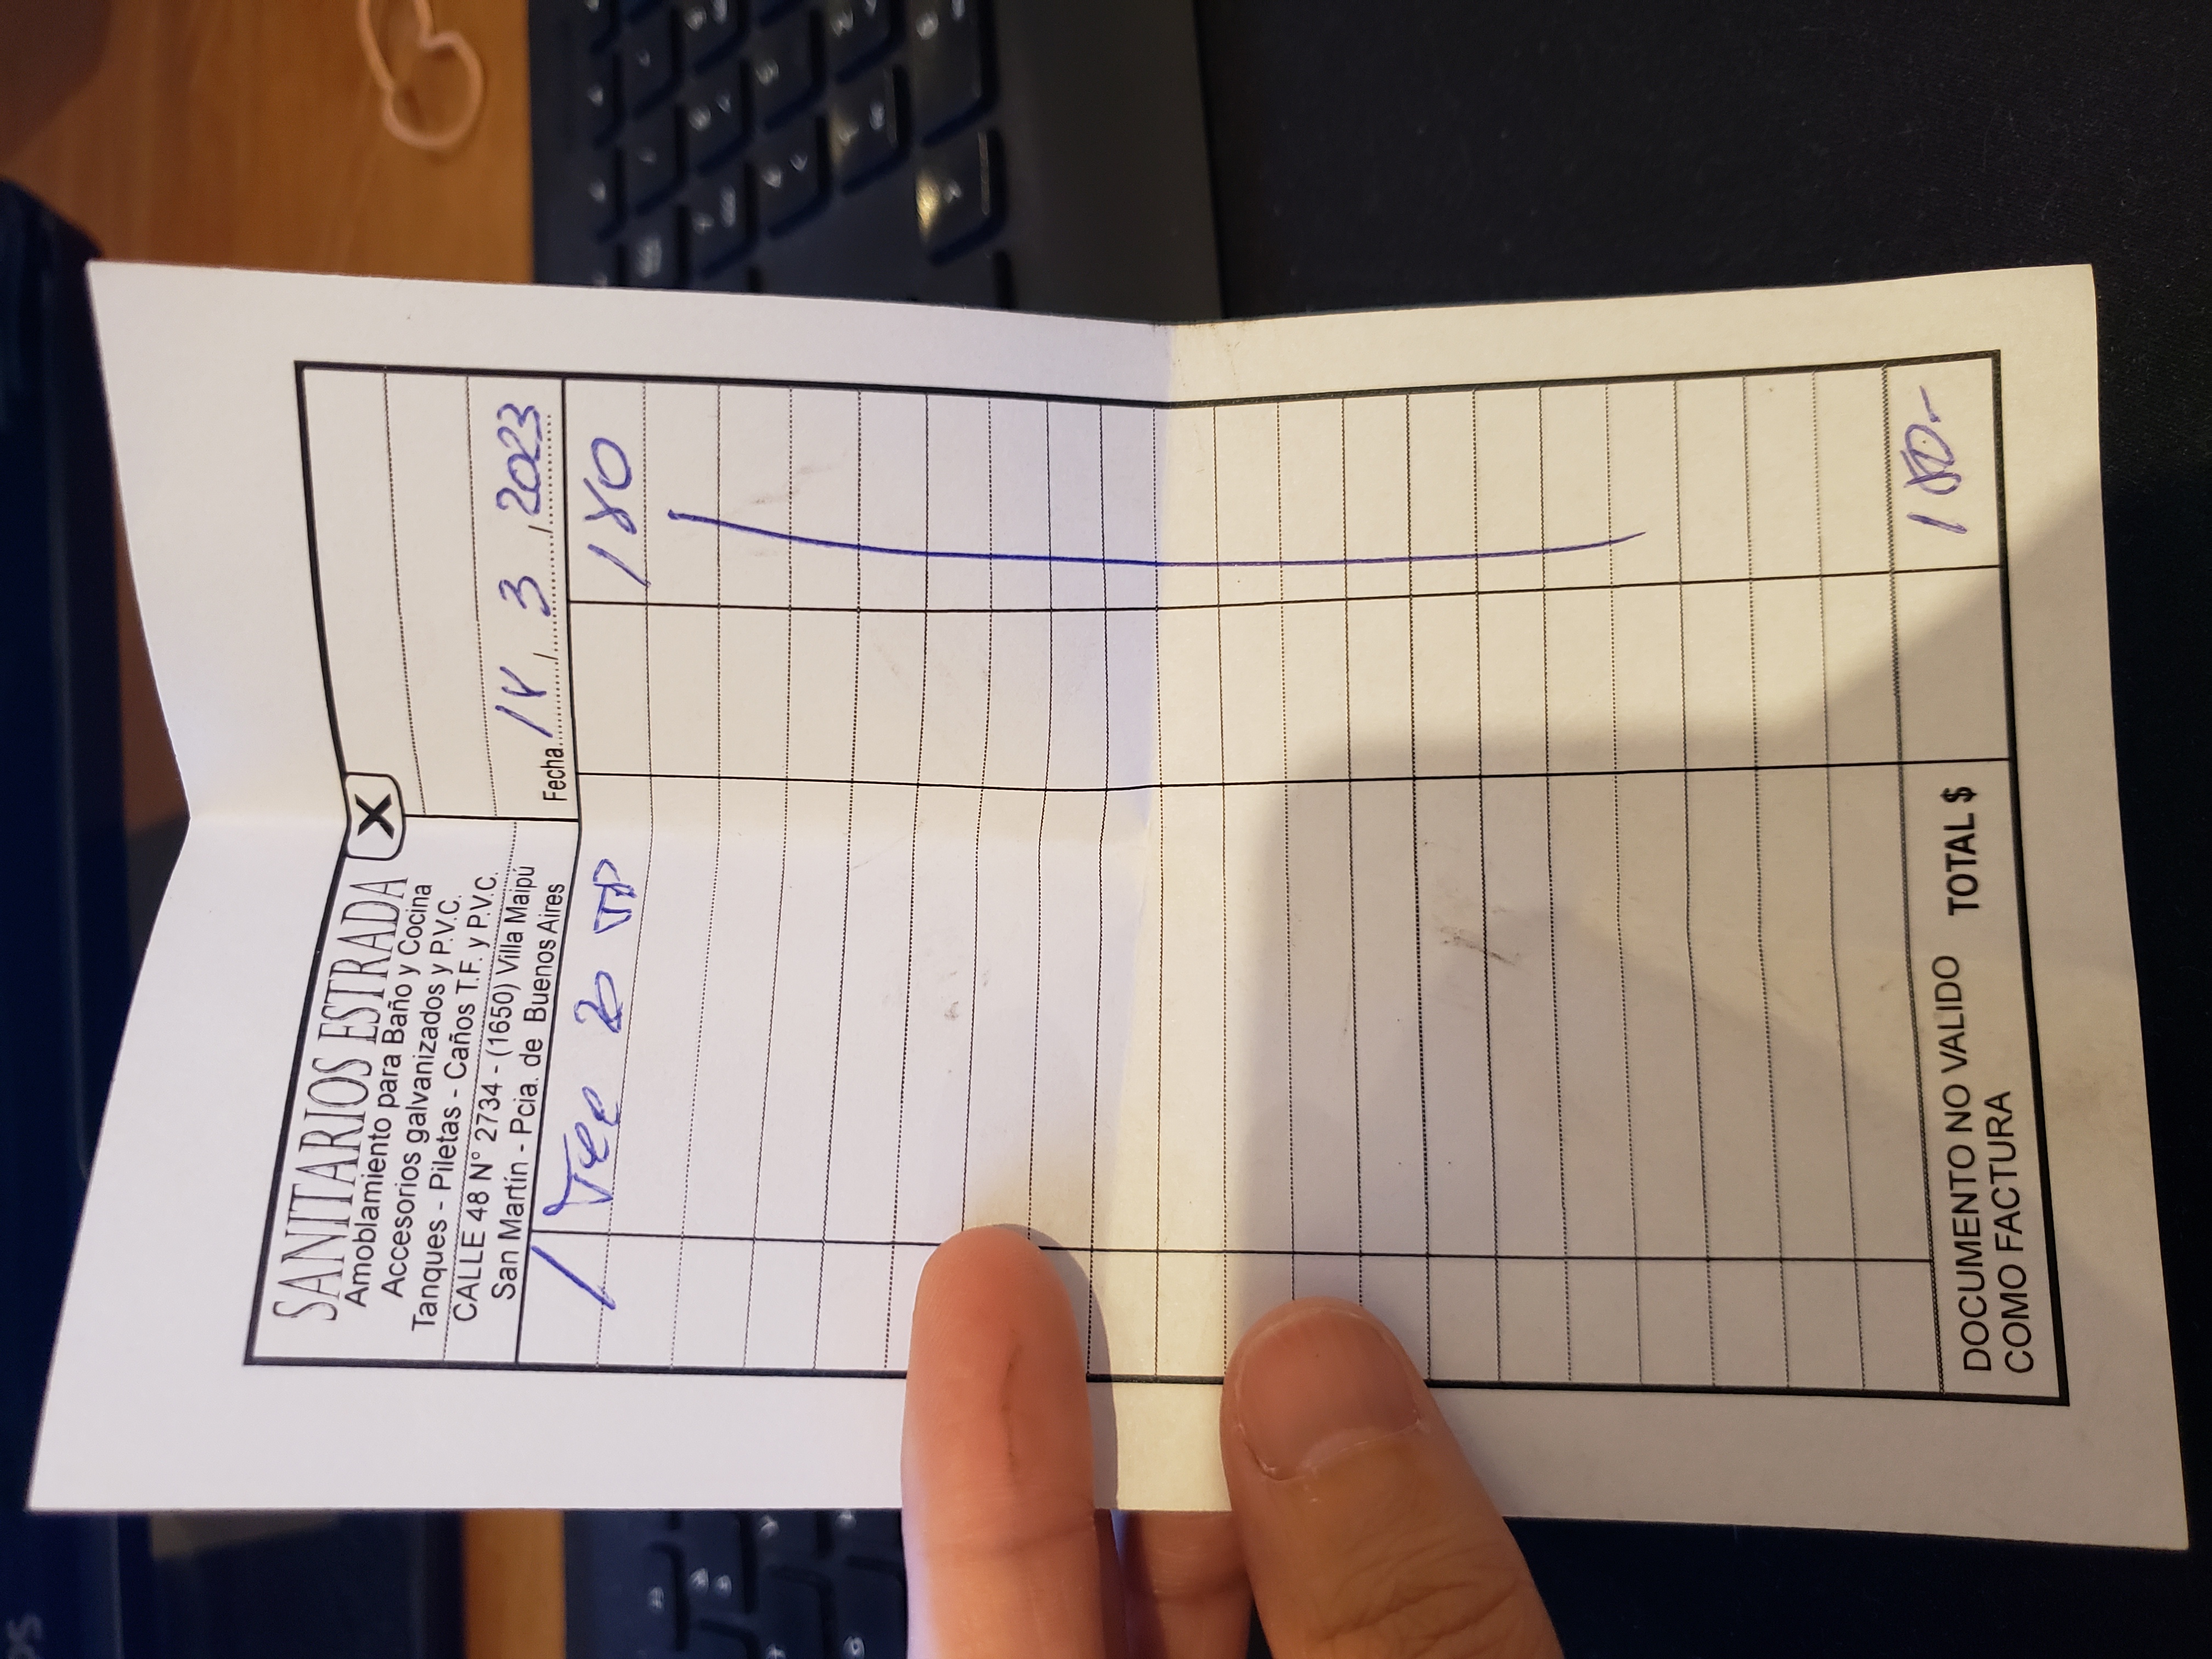 SANITARIOS ESTRADA
Amoblamiento para Baño y Cocina
Accesorios galvanizados y P.V.C.
Tanques - Piletas - Caños T.F. y P.V.C.
CALLE 48 N° 2734 - (1650) Villa Maipú
San Martín - Pcia. de Buenos Aires
X
Fecha 14 / 3 / 2023
1 Tee 20 TP 180
DOCUMENTO NO VALIDO
COMO FACTURA
TOTAL $ 180.-